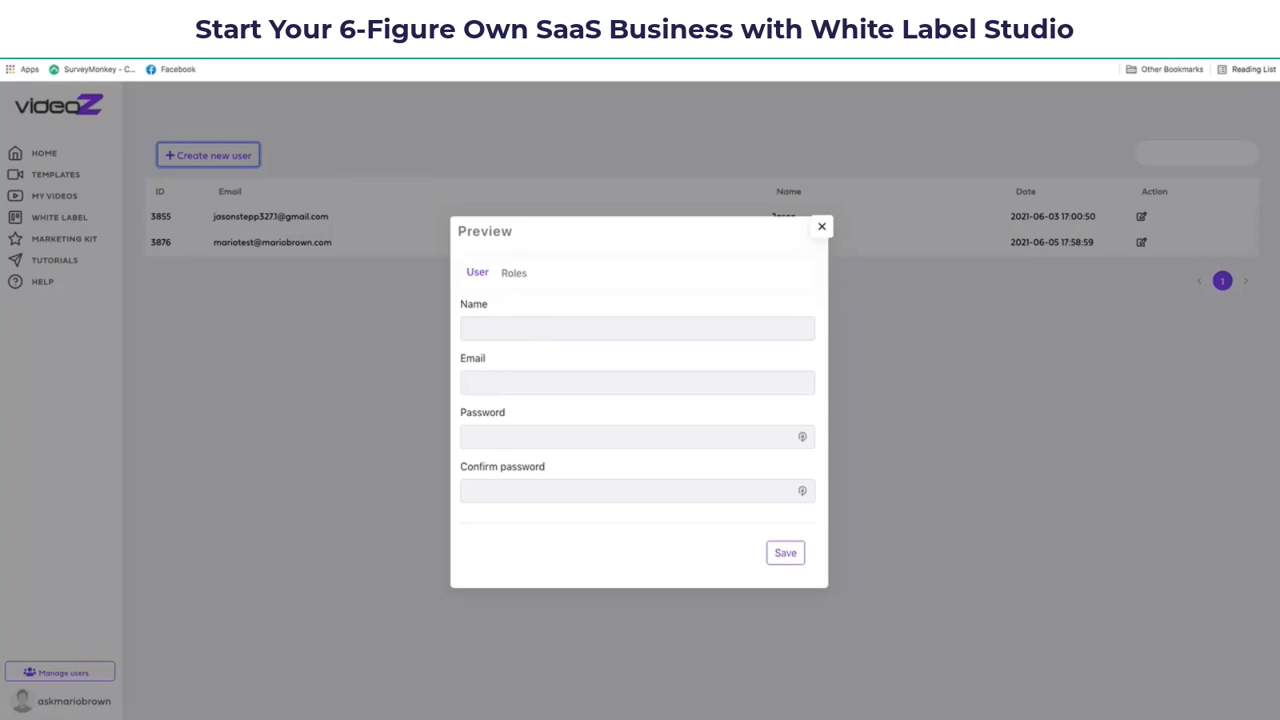 Start Your 6-Figure Own SaaS Business with White Label Studio
Apps SurveyMonkey - C... Facebook Other Bookmarks Reading List
videoZ
HOME
TEMPLATES
MY VIDEOS
WHITE LABEL
MARKETING KIT
TUTORIALS
HELP
Manage users
askmariobrown
+ Create new user
ID Email Name Date Action
3855 jasonstepp327.1@gmail.com 2021-06-03 17:00:50
3876 mariotest@mariobrown.com 2021-06-05 17:58:59
1
Preview
User Roles
Name
Email
Password
Confirm password
Save